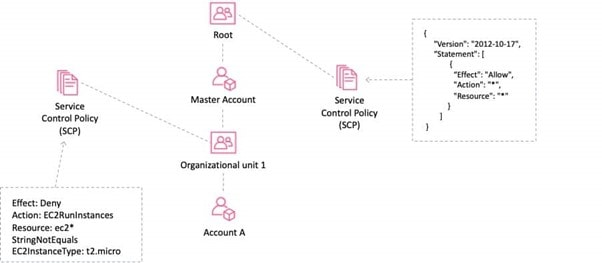 Root
{
"Version": "2012-10-17",
"Statement": [
{
"Effect": "Allow",
"Action": "*",
"Resource": "*"
}
]
}
Service
Control Policy
(SCP)
Master Account
Service
Control Policy
(SCP)
Organizational unit 1
Effect: Deny
Action: EC2RunInstances
Resource: ec2*
StringNotEquals
EC2InstanceType: t2.micro
Account A